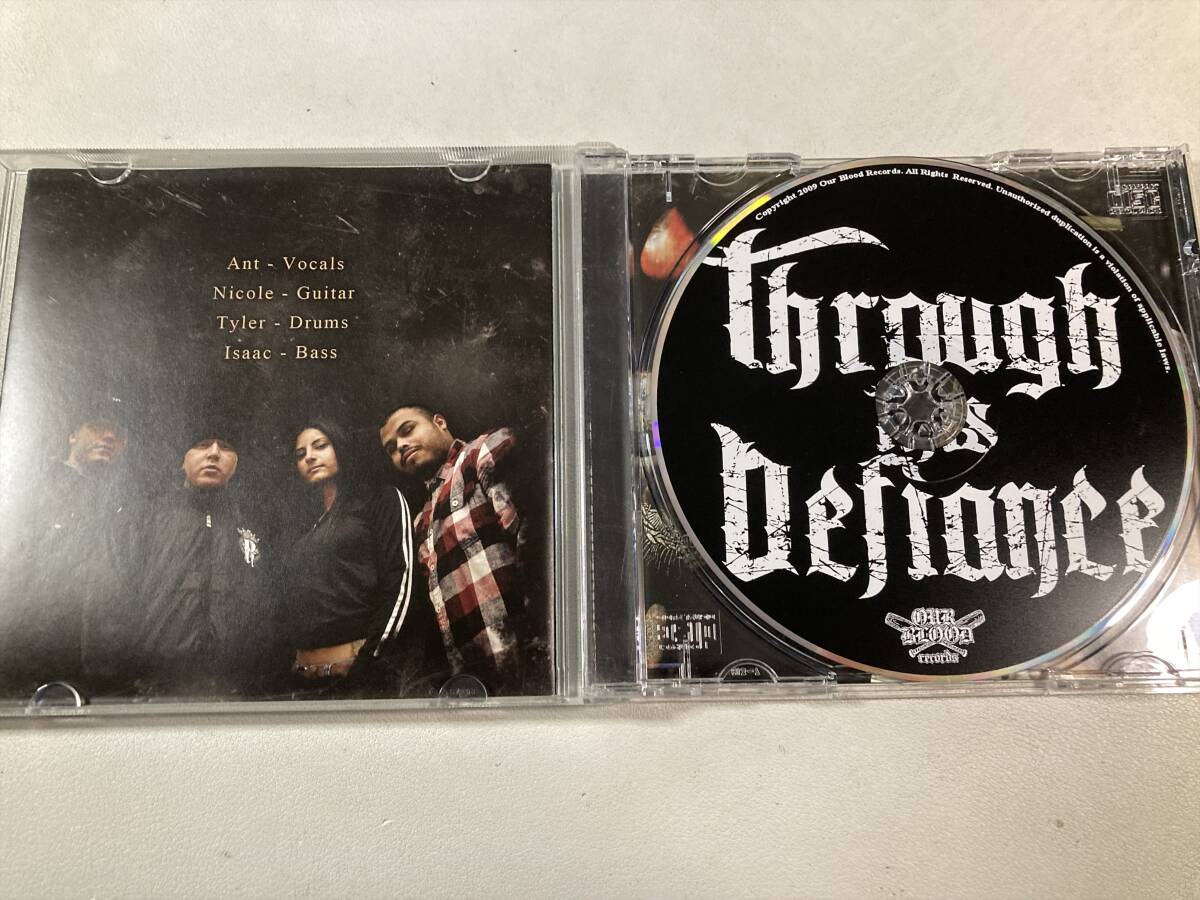 Ant - Vocals
Nicole - Guitar
Tyler - Drums
Isaac - Bass
Copyright 2009 Our Blood Records. All Rights Reserved. Unauthorized duplication is a violation of applicable laws.
Through
Defiance
OUR
BLOOD
records